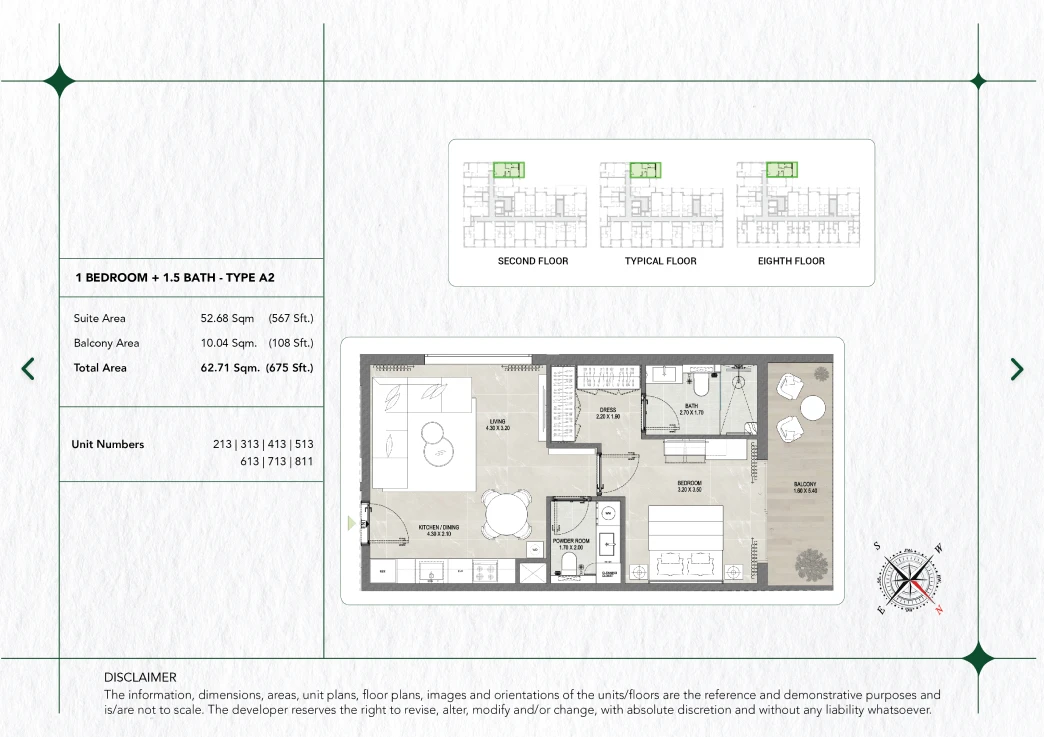 SECOND FLOOR
TYPICAL FLOOR
EIGHTH FLOOR
1 BEDROOM + 1.5 BATH - TYPE A2
Suite Area 52.68 Sqm (567 Sft.)
Balcony Area 10.04 Sqm. (108 Sft.)
Total Area 62.71 Sqm. (675 Sft.)
Unit Numbers 213 | 313 | 413 | 513
613 | 713 | 811
LIVING
4.30 X 3.20
DRESS
2.20 X 1.90
BATH
2.70 X 1.70
BEDROOM
3.20 X 3.50
BALCONY
KITCHEN / DINING
4.30 X 2.10
POWDER ROOM
1.70 X 2.00
S
W
E
N
DISCLAIMER
The information, dimensions, areas, unit plans, floor plans, images and orientations of the units/floors are the reference and demonstrative purposes and
is/are not to scale. The developer reserves the right to revise, alter, modify and/or change, with absolute discretion and without any liability whatsoever.